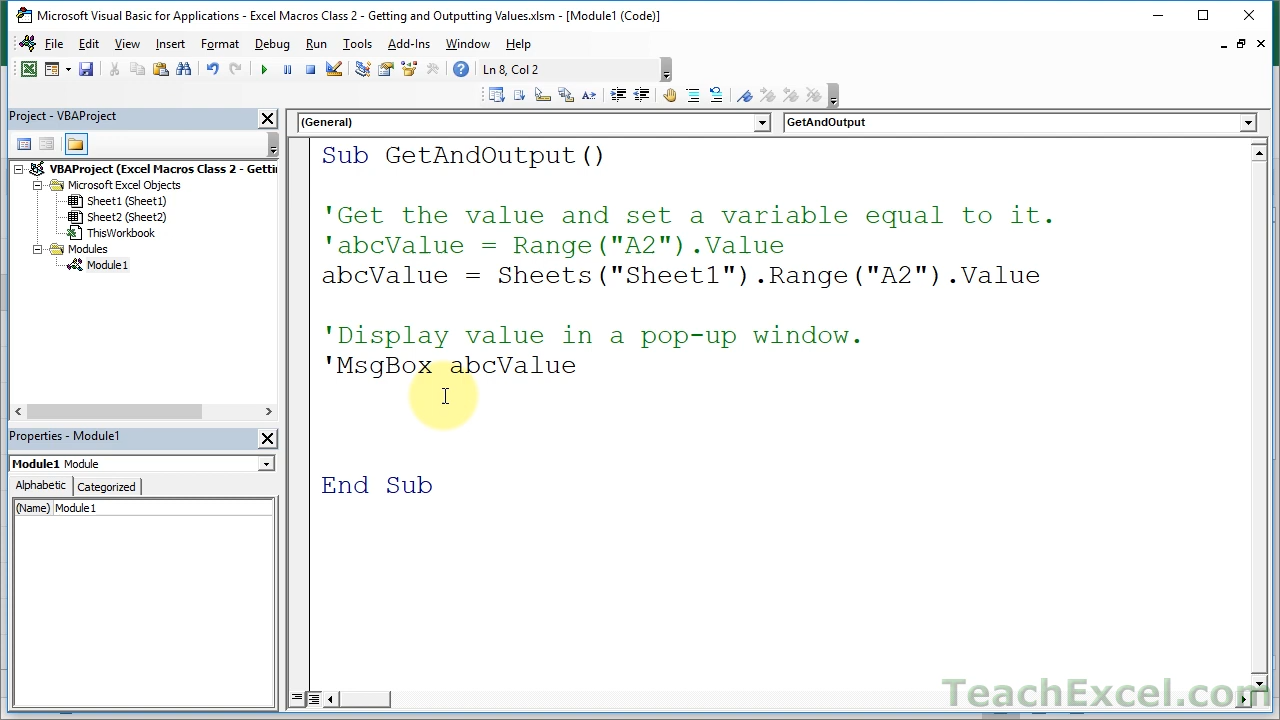 Microsoft Visual Basic for Applications - Excel Macros Class 2 - Getting and Outputting Values.xlsm - [Module1 (Code)]
File Edit View Insert Format Debug Run Tools Add-Ins Window Help
Ln 8, Col 2
Project - VBAProject
VBAProject (Excel Macros Class 2 - Getti
Microsoft Excel Objects
Sheet1 (Sheet1)
Sheet2 (Sheet2)
ThisWorkbook
Modules
Module1
Properties - Module1
Module1 Module
Alphabetic Categorized
(Name) Module1
(General) GetAndOutput
Sub GetAndOutput()
'Get the value and set a variable equal to it.
'abcValue = Range("A2").Value
abcValue = Sheets("Sheet1").Range("A2").Value
'Display value in a pop-up window.
'MsgBox abcValue
End Sub
TeachExcel.com